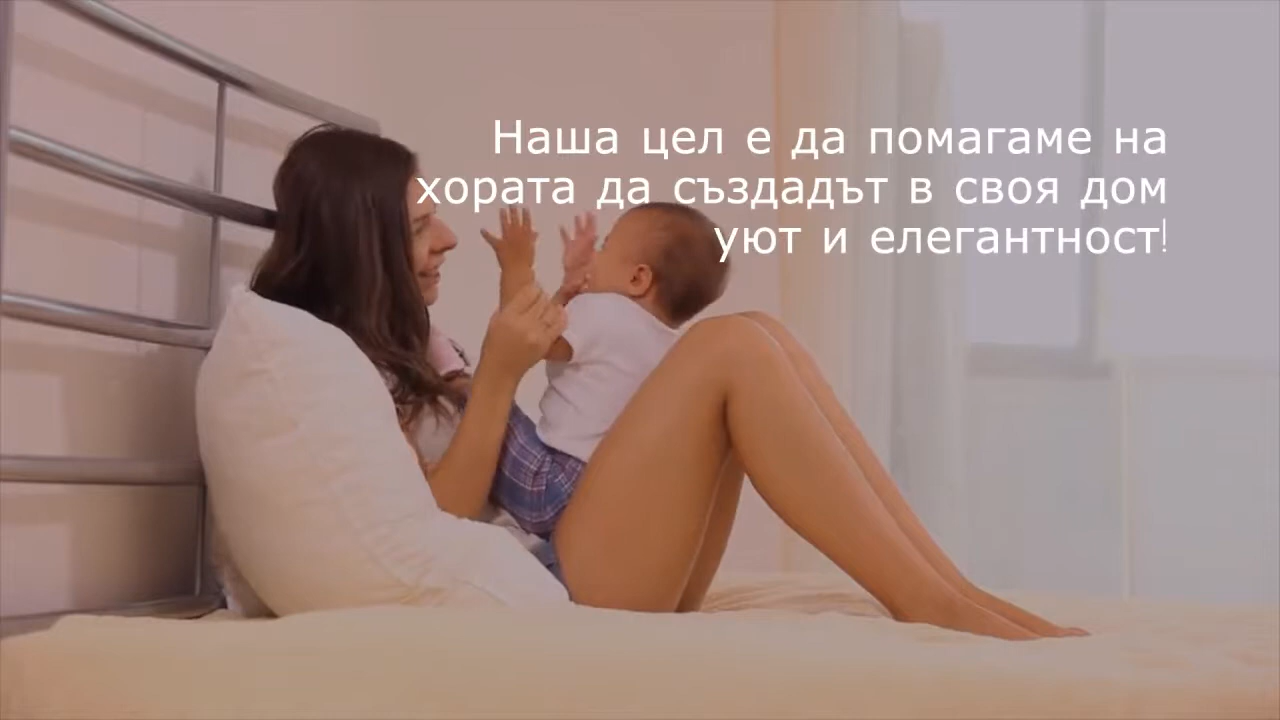 Наша цел е да помагаме на
хората да създадът в своя дом
уют и елегантност!